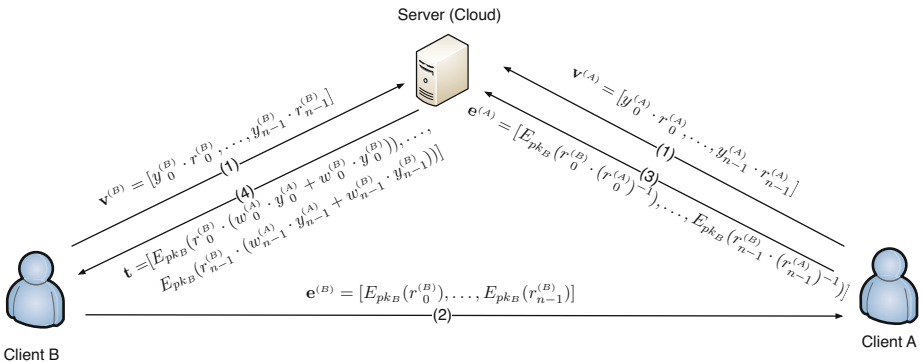 Server (Cloud)
v^{(B)} = [y_0^{(B)} · r_0^{(B)}, …, y_{n−1}^{(B)} · r_{n−1}^{(B)}]
(1)
(4)
t = [E_{pk_B}(r_0^{(B)} · (w_0^{(A)} · y_0^{(A)} + w_0^{(B)} · y_0^{(B)})), …,
E_{pk_B}(r_{n−1}^{(B)} · (w_{n−1}^{(A)} · y_{n−1}^{(A)} + w_{n−1}^{(B)} · y_{n−1}^{(B)}))]
v^{(A)} = [y_0^{(A)} · r_0^{(A)}, …, y_{n−1}^{(A)} · r_{n−1}^{(A)}]
(1)
(3)
e^{(A)} = [E_{pk_B}(r_0^{(B)} · (r_0^{(A)})^{−1}), …, E_{pk_B}(r_{n−1}^{(B)} · (r_{n−1}^{(A)})^{−1})]
e^{(B)} = [E_{pk_B}(r_0^{(B)}), …, E_{pk_B}(r_{n−1}^{(B)})]
(2)
Client B
Client A